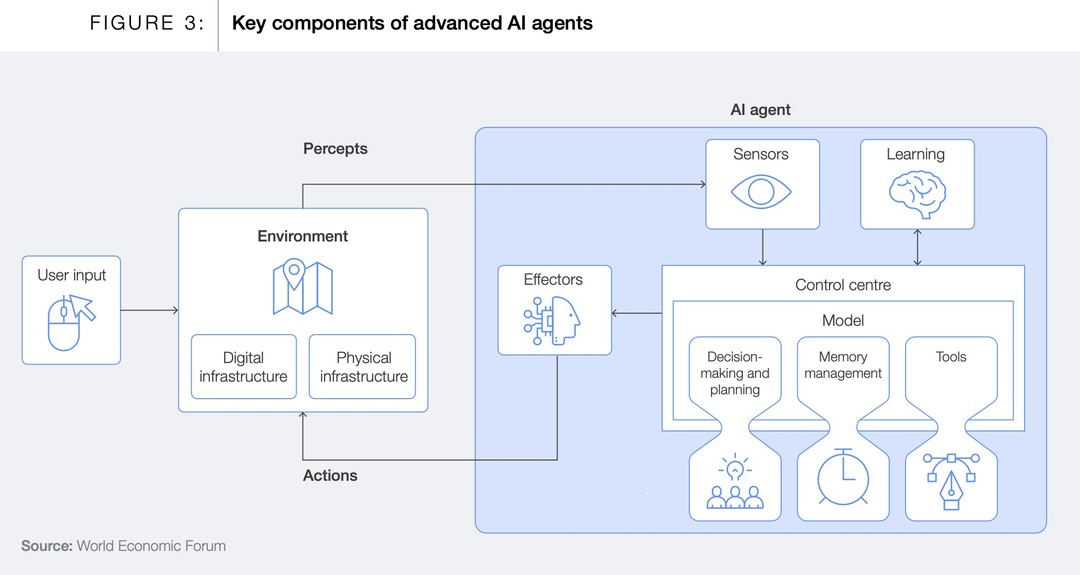 FIGURE 3: Key components of advanced AI agents
AI agent
Percepts
Sensors
Learning
Environment
User input
Effectors
Control centre
Model
Digital
infrastructure
Physical
infrastructure
Decision-
making and
planning
Memory
management
Tools
Actions
Source: World Economic Forum